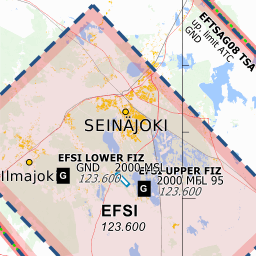 EFTSAG08 TSA
up. limit ATC
GND
SEINÄJOKI
EFSI LOWER FIZ
GND 2000 MSL
G 123.600
Ilmajok
EFSI UPPER FIZ
2000 MSL 95
G 123.600
EFSI
123.600